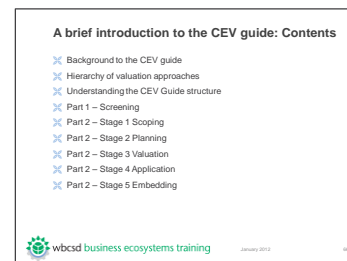 A brief introduction to the CEV guide: Contents
Background to the CEV guide
Hierarchy of valuation approaches
Understanding the CEV Guide structure
Part 1 – Screening
Part 2 – Stage 1 Scoping
Part 2 – Stage 2 Planning
Part 2 – Stage 3 Valuation
Part 2 – Stage 4 Application
Part 2 – Stage 5 Embedding
wbcsd business ecosystems training